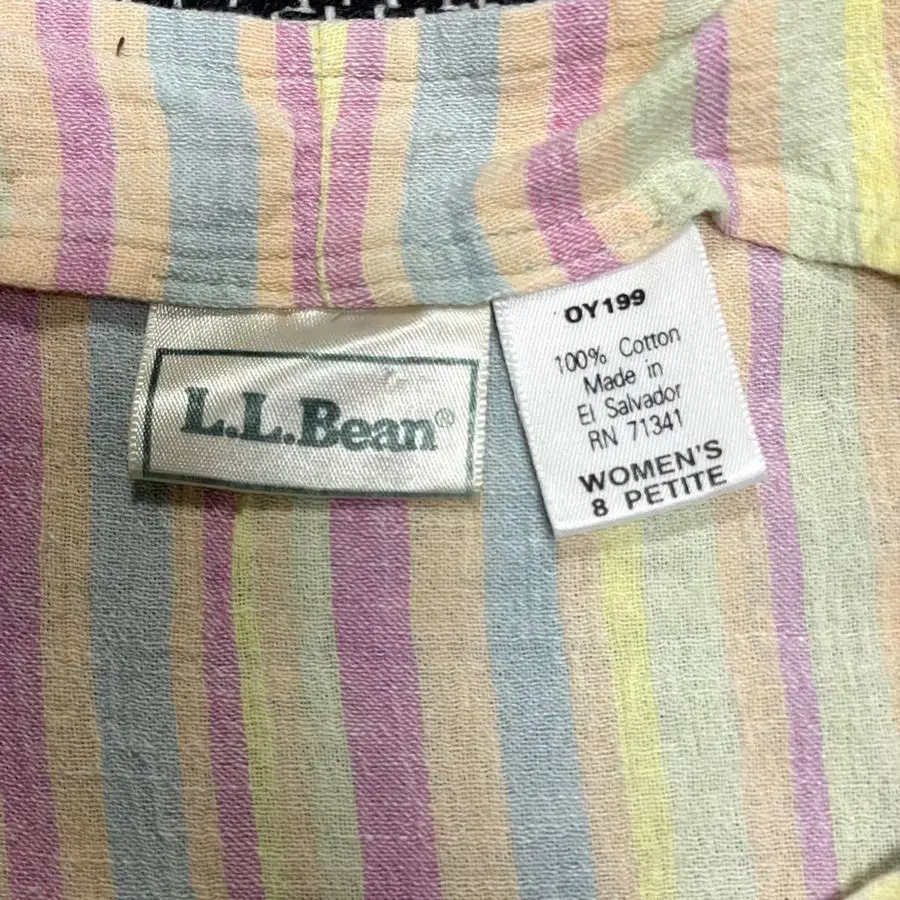 L.L.Bean®
OY199
100% Cotton
Made in
El Salvador
RN 71341
WOMEN'S
8 PETITE